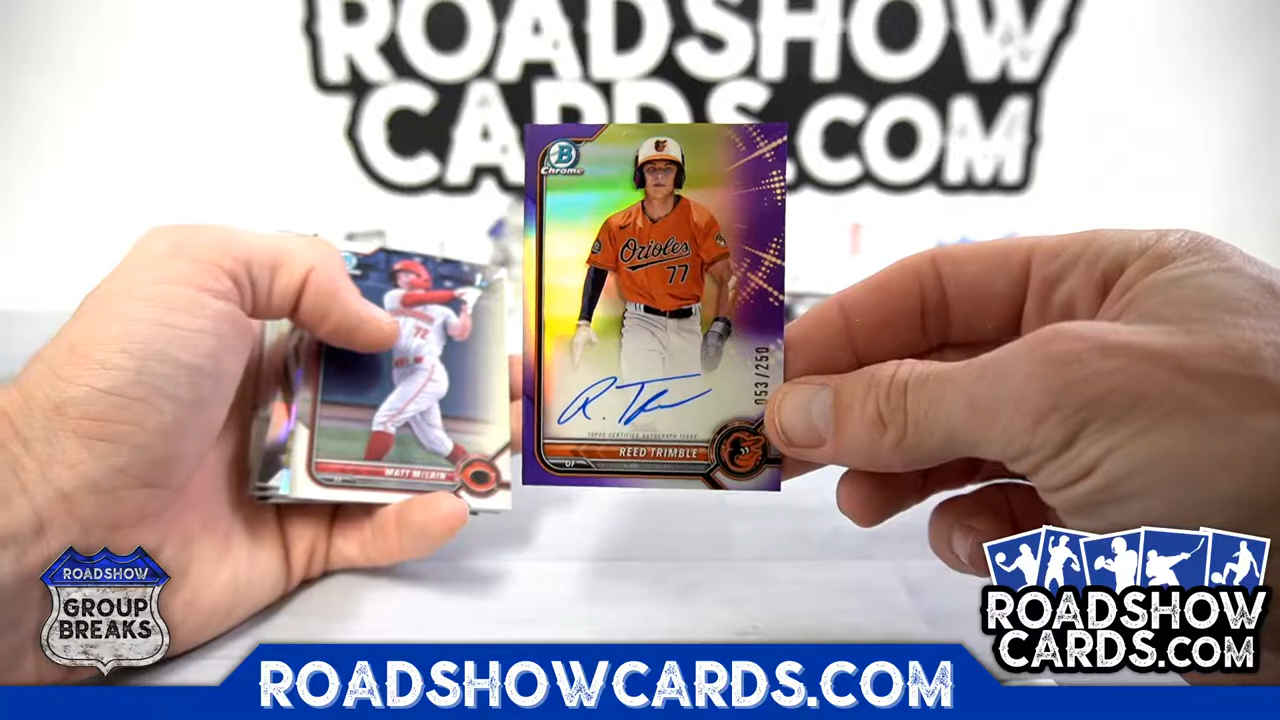 ROADSHOW
CARDS.COM
B
Chrome
Orioles
77
R. T
053/250
TOPPS CERTIFIED AUTOGRAPH ISSUE
REED TRIMBLE
OF
72
MATT McLAIN
ROADSHOW
GROUP
BREAKS
ROADSHOW
CARDS.COM
ROADSHOWCARDS.COM